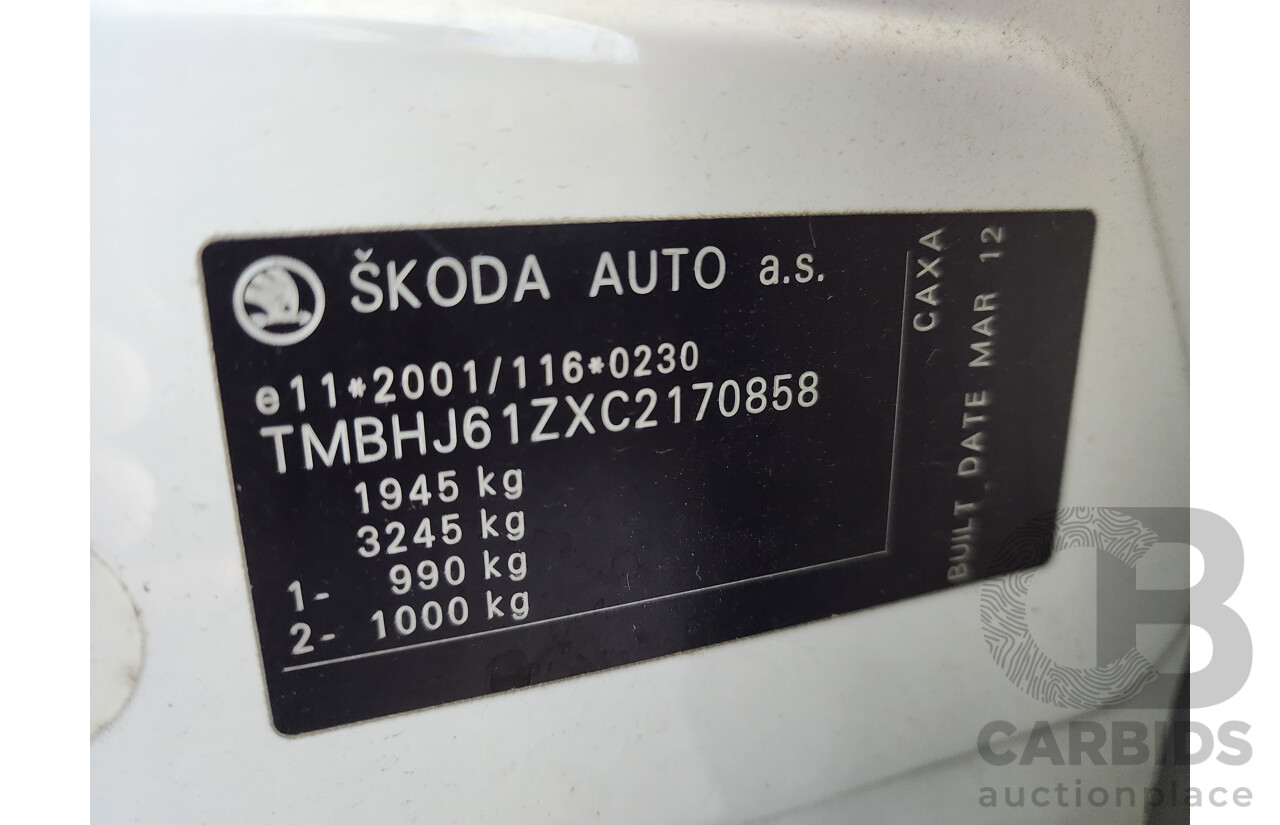 ŠKODA AUTO a.s.
e11*2001/116*0230
TMBHJ61ZXC2170858
1945 kg
3245 kg
1- 990 kg
2- 1000 kg
CAXA
BUILT DATE MAR 12
CB
CARBIDS
auctionplace